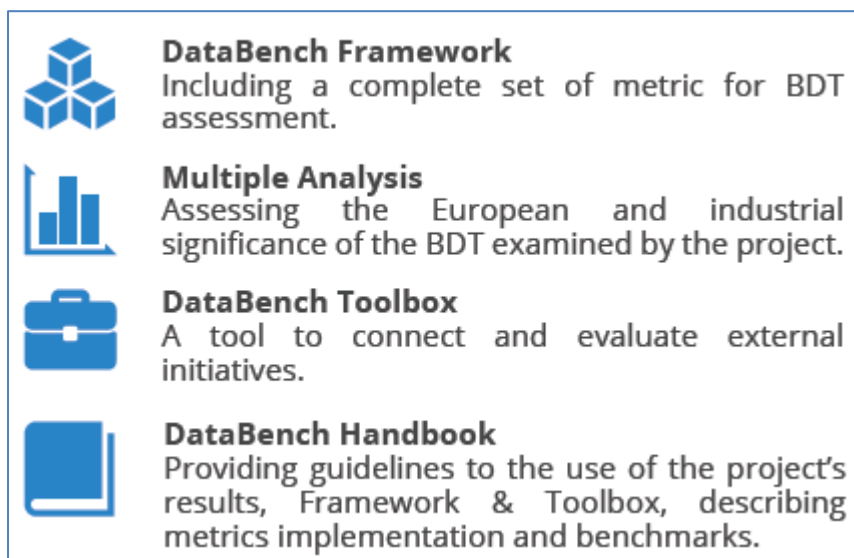 DataBench Framework
Including a complete set of metric for BDT
assessment.
Multiple Analysis
Assessing the European and industrial
significance of the BDT examined by the project.
DataBench Toolbox
A tool to connect and evaluate external
initiatives.
DataBench Handbook
Providing guidelines to the use of the project's
results, Framework & Toolbox, describing
metrics implementation and benchmarks.